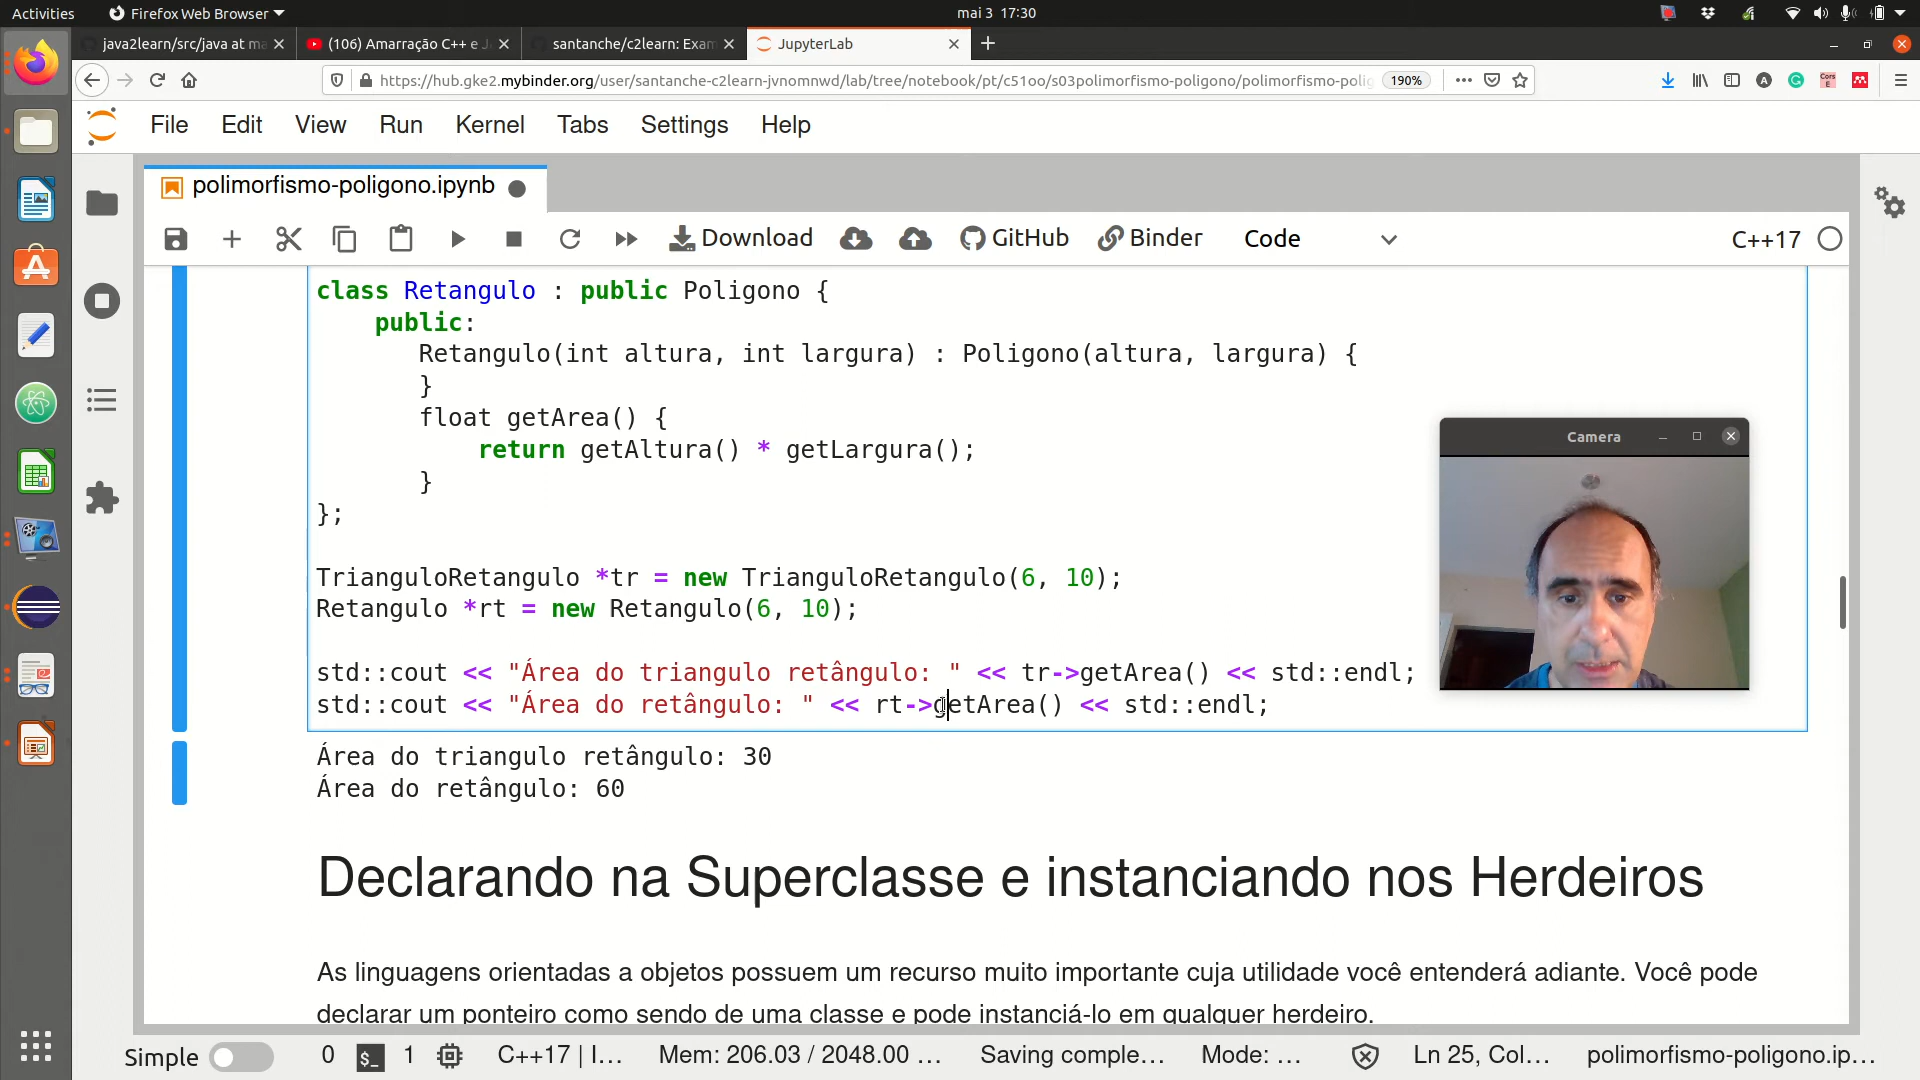 Activities Firefox Web Browser mai 3 17:30
java2learn/src/java at ma (106) Amarração C++ e J santanche/c2learn: Exam JupyterLab
https://hub.gke2.mybinder.org/user/santanche-c2learn-jvnomnwd/lab/tree/notebook/pt/c51oo/s03polimorfismo-poligono/polimorfismo-polig 190%
File Edit View Run Kernel Tabs Settings Help
polimorfismo-poligono.ipynb
Download GitHub Binder Code C++17
class Retangulo : public Poligono {
public:
Retangulo(int altura, int largura) : Poligono(altura, largura) {
}
float getArea() {
return getAltura() * getLargura();
}
};
Camera
TrianguloRetangulo *tr = new TrianguloRetangulo(6, 10);
Retangulo *rt = new Retangulo(6, 10);
std::cout << "Área do triangulo retângulo: " << tr->getArea() << std::endl;
std::cout << "Área do retângulo: " << rt->getArea() << std::endl;
Área do triangulo retângulo: 30
Área do retângulo: 60
Declarando na Superclasse e instanciando nos Herdeiros
As linguagens orientadas a objetos possuem um recurso muito importante cuja utilidade você entenderá adiante. Você pode
declarar um ponteiro como sendo de uma classe e pode instanciá-lo em qualquer herdeiro.
Simple 0 $_ 1 C++17 | I... Mem: 206.03 / 2048.00 ... Saving comple... Mode: ... Ln 25, Col... polimorfismo-poligono.ip...